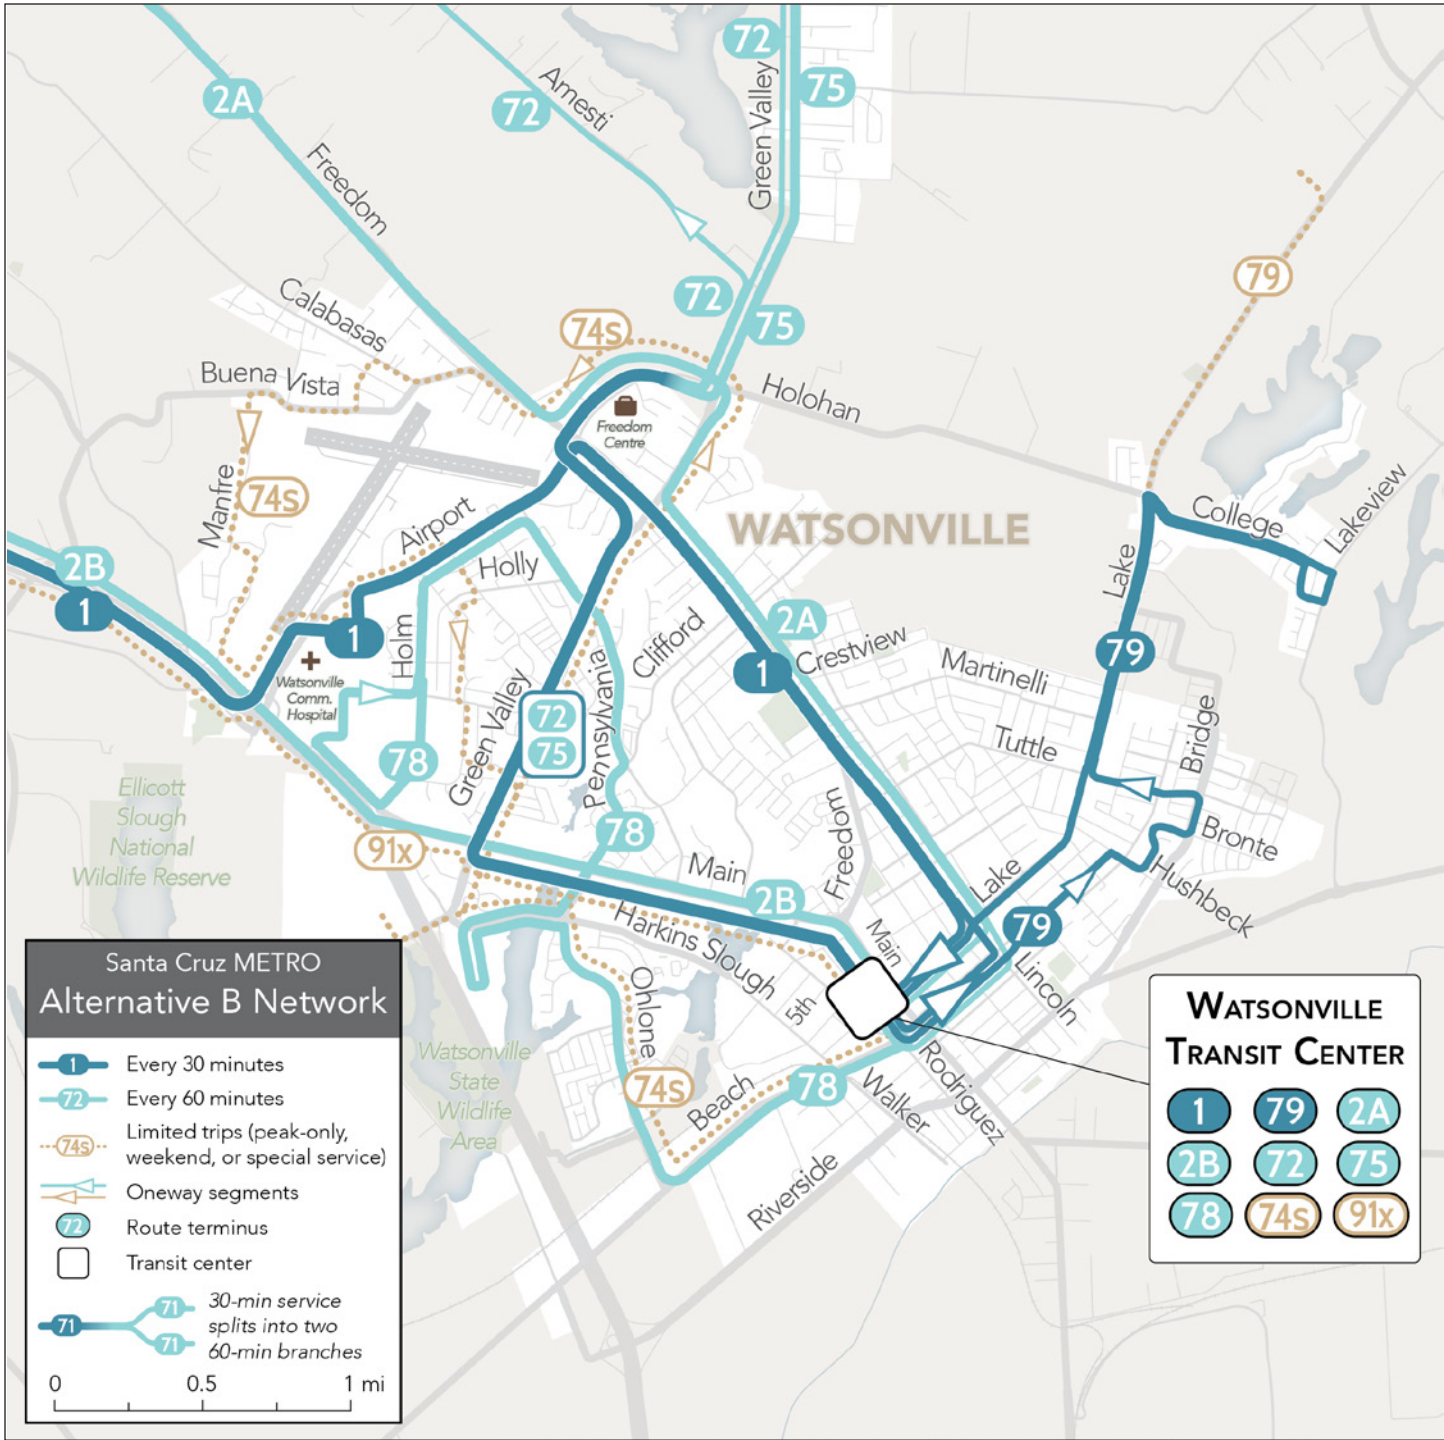 72
2A
72
Amesti
Green Valley
75
Freedom
79
Calabasas
72
75
74s
Buena Vista
Holohan
Freedom
Centre
Manfre
74s
Airport
WATSONVILLE
College
Lakeview
2B
1
Holly
Lake
1
Holm
Clifford
2A
Crestview
79
Martinelli
Watsonville
Comm.
Hospital
1
Green Valley
72
75
Pennsylvania
Bridge
Tuttle
78
Ellicott
Slough
National
Wildlife Reserve
78
91x
Freedom
Bronte
Main
Lake
Hushbeck
2B
Harkins Slough
Main
79
Lincoln
5th
Ohlone
Watsonville
State
Wildlife
Area
74s
Beach
78
Walker
Rodriguez
Riverside
Santa Cruz METRO
Alternative B Network
1 Every 30 minutes
72 Every 60 minutes
74s Limited trips (peak-only,
weekend, or special service)
Oneway segments
72 Route terminus
Transit center
71 71 71 30-min service
splits into two
60-min branches
0 0.5 1 mi
WATSONVILLE
TRANSIT CENTER
1 79 2A
2B 72 75
78 74s 91x